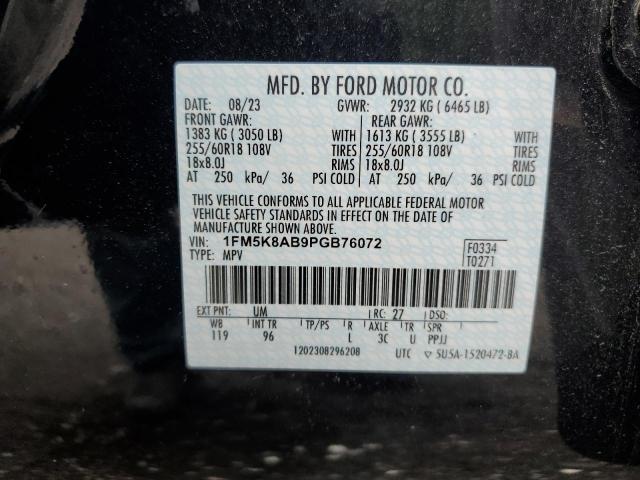 MFD. BY FORD MOTOR CO.
DATE: 08/23 GVWR: 2932 KG ( 6465 LB)
FRONT GAWR: REAR GAWR:
1383 KG ( 3050 LB) WITH 1613 KG ( 3555 LB) WITH
255/60R18 108V TIRES 255/60R18 108V TIRES
18x8.0J RIMS 18x8.0J RIMS
AT 250 kPa/ 36 PSI COLD AT 250 kPa/ 36 PSI COLD
THIS VEHICLE CONFORMS TO ALL APPLICABLE FEDERAL MOTOR
VEHICLE SAFETY STANDARDS IN EFFECT ON THE DATE OF
MANUFACTURE SHOWN ABOVE.
VIN: 1FM5K8AB9PGB76072 F0334
TYPE: MPV T0271
EXT PNT: UM RC: 27 DSO:
WB INT TR TP/PS R AXLE TR SPR
119 96 L 3C U PPJJ
1202308296208 UTC ▽ 5U5A-1520472-BA